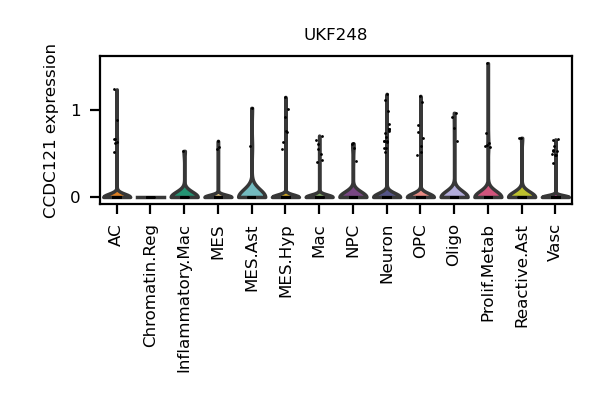 UKF248
CCDC121 expression
1
0
AC
Chromatin.Reg
Inflammatory.Mac
MES
MES.Ast
MES.Hyp
Mac
NPC
Neuron
OPC
Oligo
Prolif.Metab
Reactive.Ast
Vasc